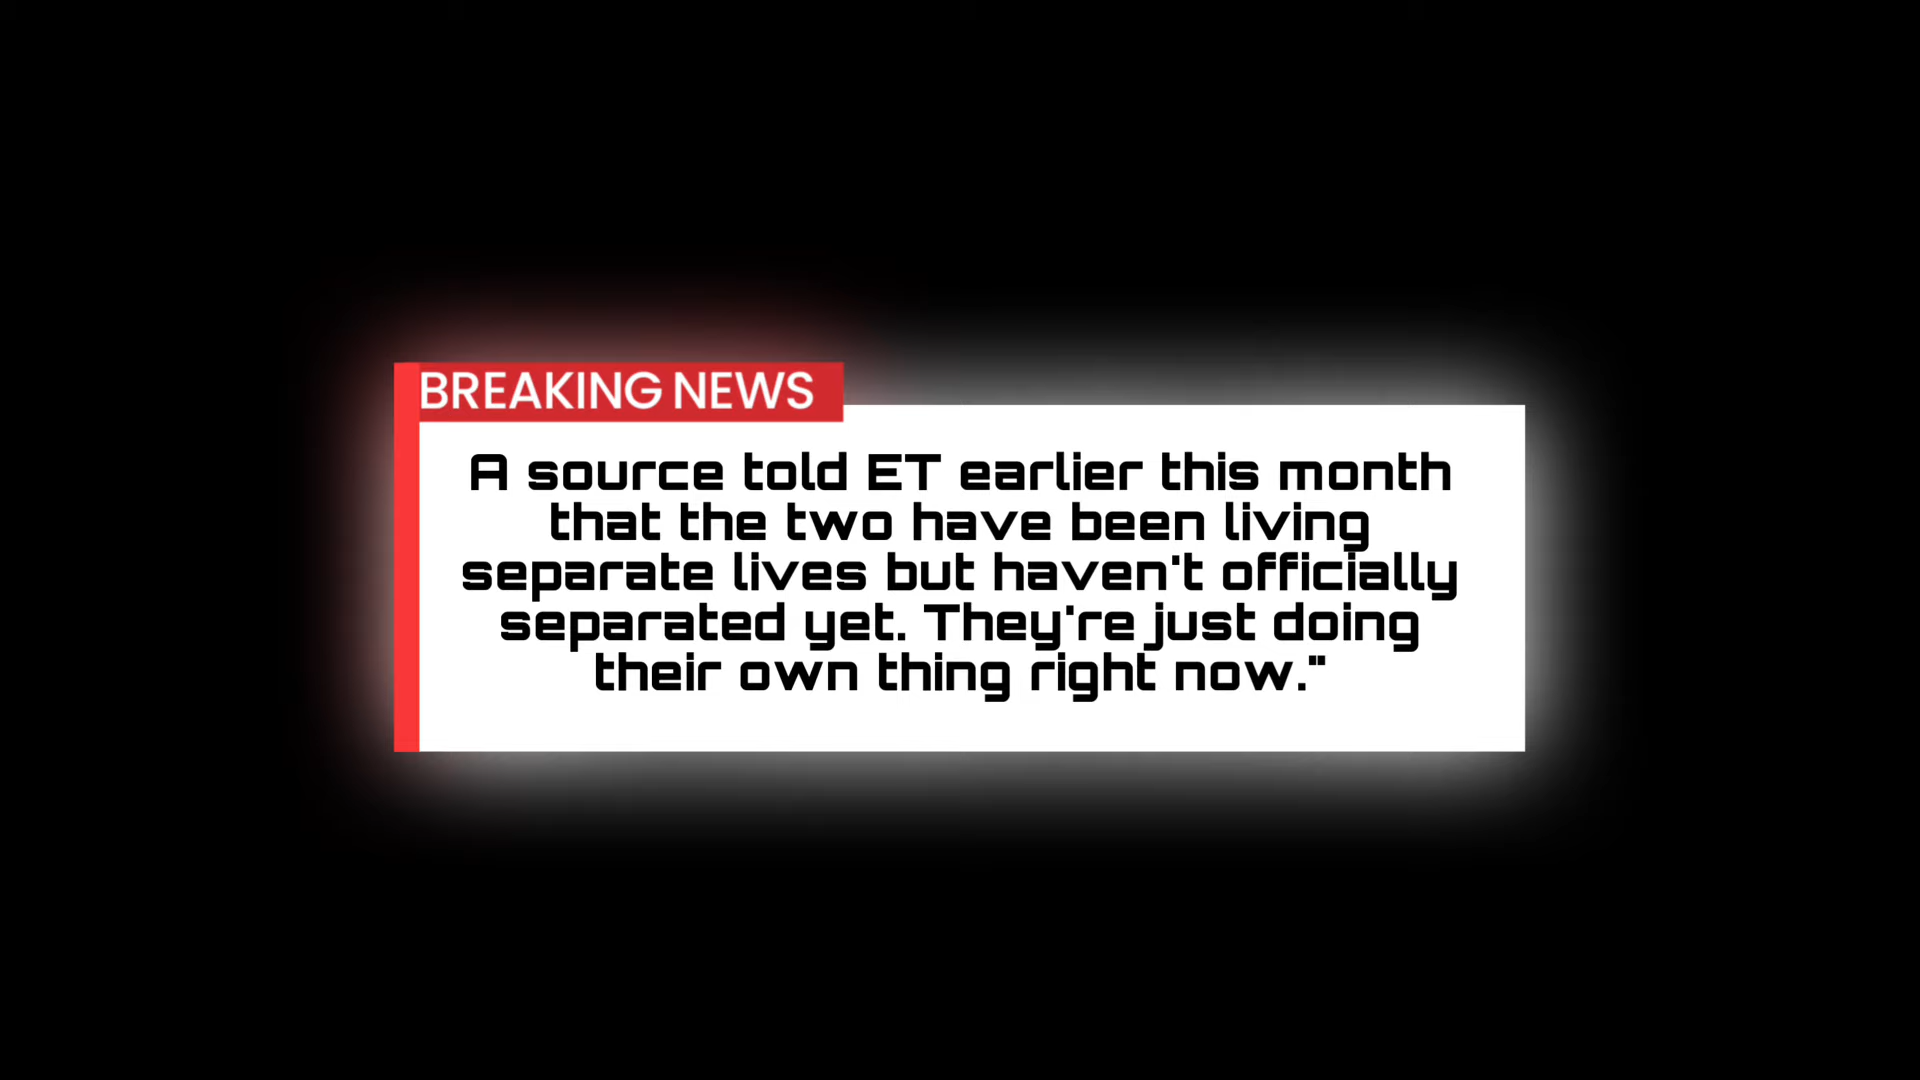 BREAKING NEWS
A source told ET earlier this month
that the two have been living
separate lives but haven't officially
separated yet. They're just doing
their own thing right now."